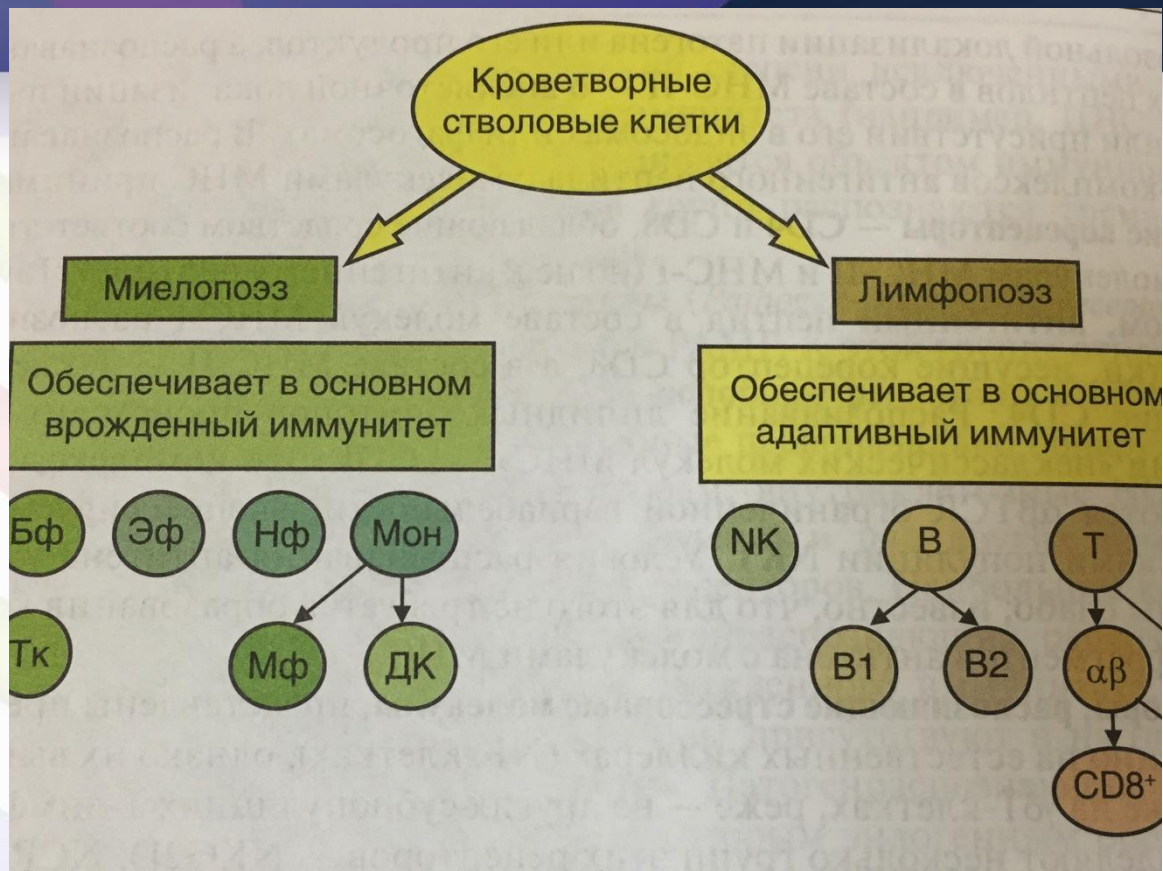 Кроветворные
стволовые клетки
Миелопоэз
Лимфопоэз
Обеспечивает в основном
врожденный иммунитет
Обеспечивает в основном
адаптивный иммунитет
Бф Эф Нф Мон
NK B T
Тк Мф ДК
B1 B2 αβ
CD8⁺